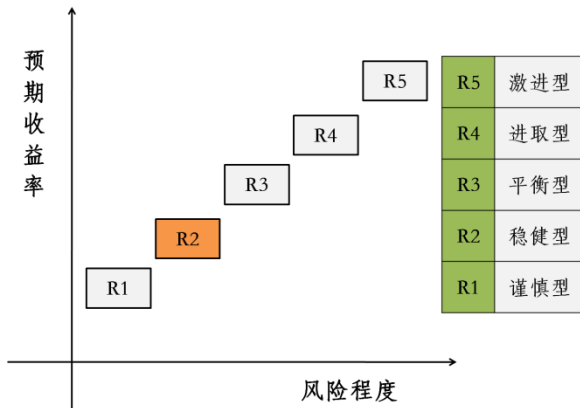 预期收益率
R5
R4
R3
R2
R1
风险程度
R5 激进型
R4 进取型
R3 平衡型
R2 稳健型
R1 谨慎型